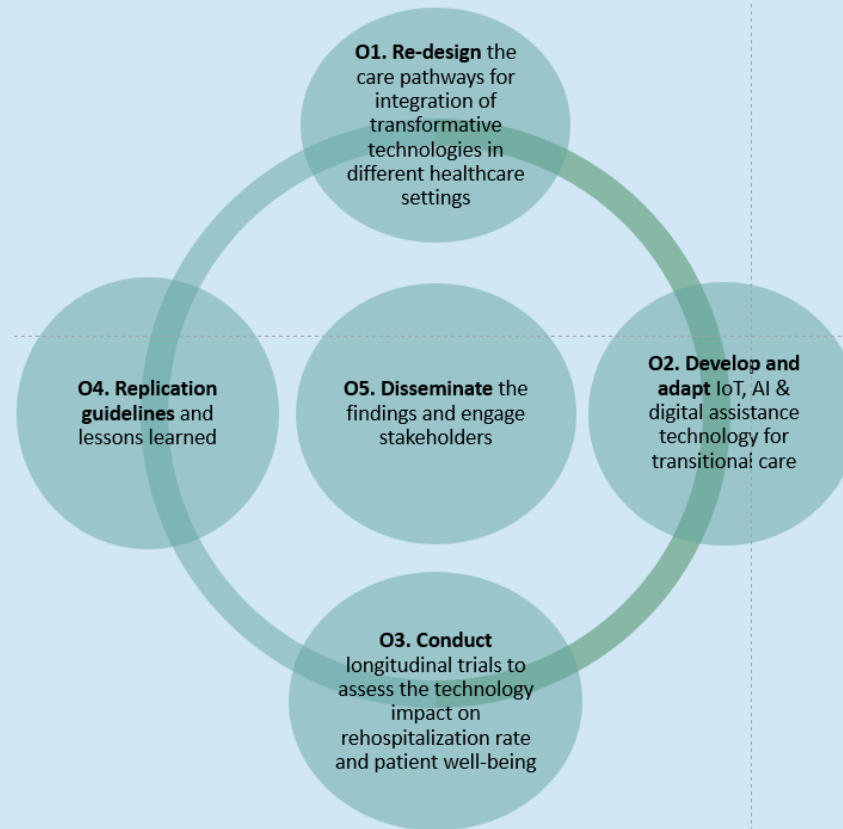 O1. Re-design the
care pathways for
integration of
transformative
technologies in
different healthcare
settings
O2. Develop and
adapt IoT, AI &
digital assistance
technology for
transitional care
O3. Conduct
longitudinal trials to
assess the technology
impact on
rehospitalization rate
and patient well-being
O4. Replication
guidelines and
lessons learned
O5. Disseminate the
findings and engage
stakeholders